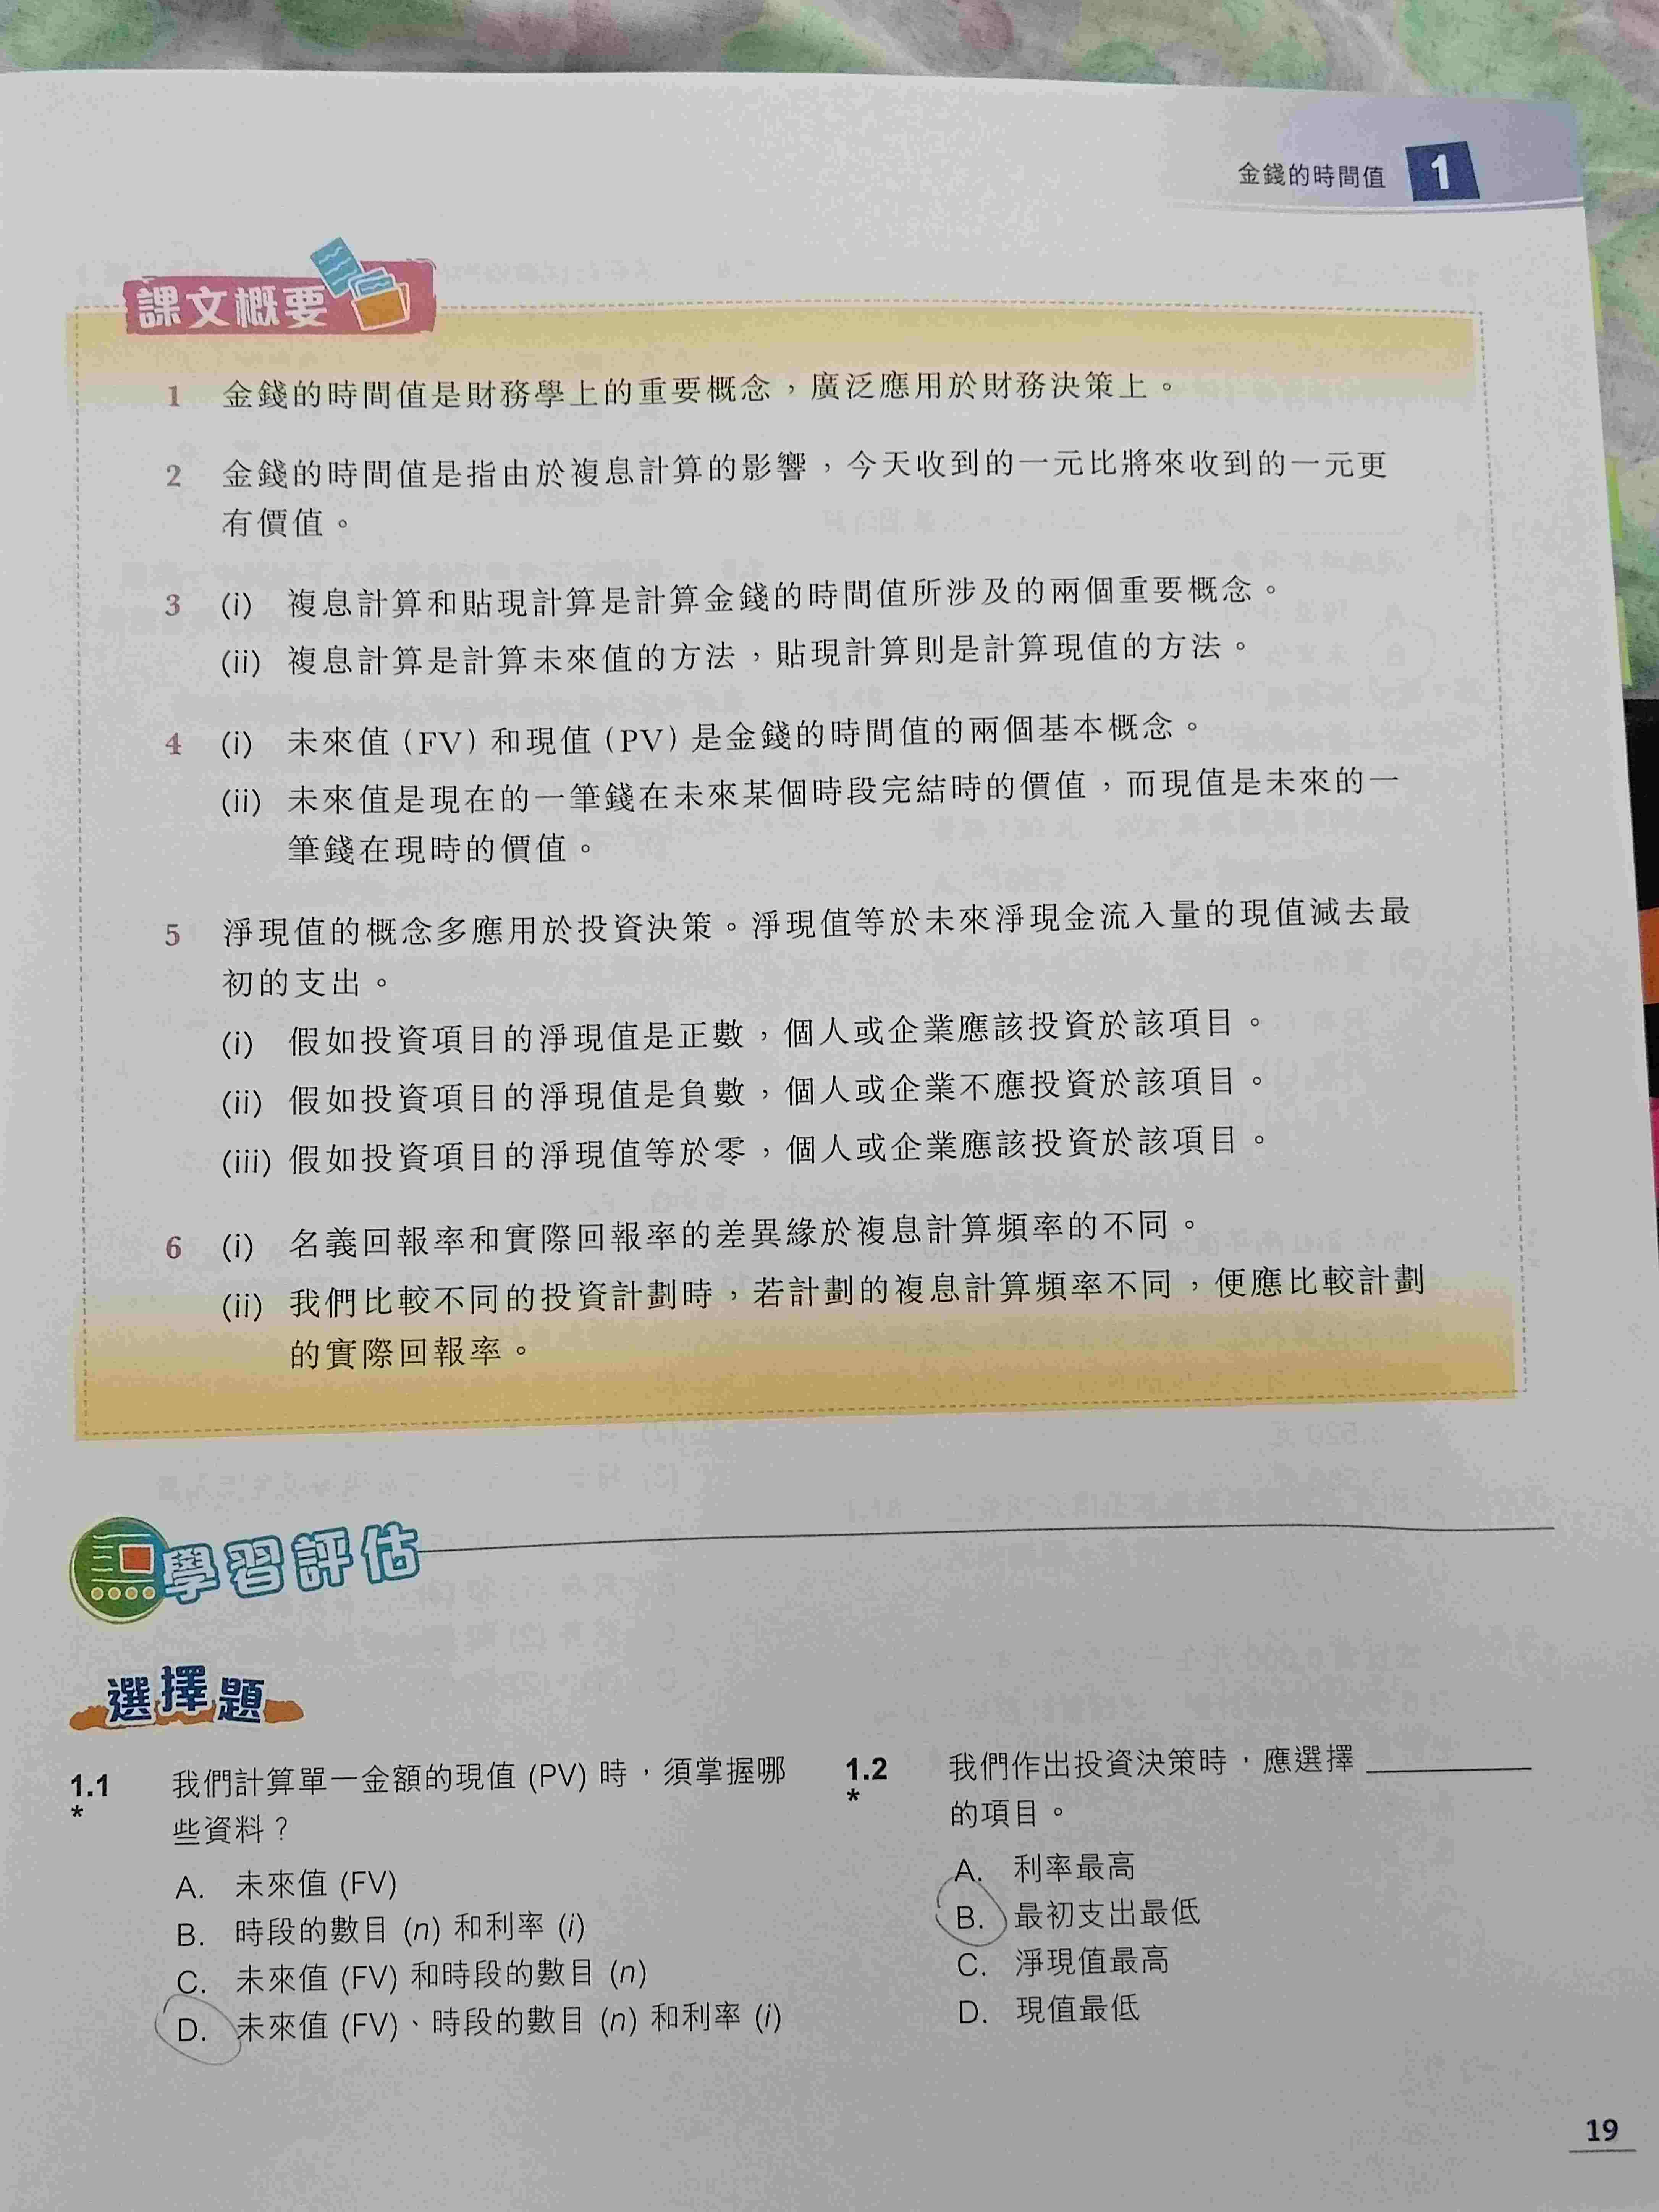 金錢的時間值 1
課文概要
1 金錢的時間值是財務學上的重要概念，廣泛應用於財務決策上。
2 金錢的時間值是指由於複息計算的影響，今天收到的一元比將來收到的一元更
有價值。
3 (i) 複息計算和貼現計算是計算金錢的時間值所涉及的兩個重要概念。
(ii) 複息計算是計算未來值的方法，貼現計算則是計算現值的方法。
4 (i) 未來值（FV）和現值（PV）是金錢的時間值的兩個基本概念。
(ii) 未來值是現在的一筆錢在未來某個時段完結時的價值，而現值是未來的一
筆錢在現時的價值。
5 淨現值的概念多應用於投資決策。淨現值等於未來淨現金流入量的現值減去最
初的支出。
(i) 假如投資項目的淨現值是正數，個人或企業應該投資於該項目。
(ii) 假如投資項目的淨現值是負數，個人或企業不應投資於該項目。
(iii) 假如投資項目的淨現值等於零，個人或企業應該投資於該項目。
6 (i) 名義回報率和實際回報率的差異緣於複息計算頻率的不同。
(ii) 我們比較不同的投資計劃時，若計劃的複息計算頻率不同，便應比較計劃
的實際回報率。
學習評估
選擇題
1.1 我們計算單一金額的現值 (PV) 時，須掌握哪
* 些資料？
A. 未來值 (FV)
B. 時段的數目 (n) 和利率 (i)
C. 未來值 (FV) 和時段的數目 (n)
D. 未來值 (FV)、時段的數目 (n) 和利率 (i)
1.2 我們作出投資決策時，應選擇 ________
* 的項目。
A. 利率最高
B. 最初支出最低
C. 淨現值最高
D. 現值最低
19